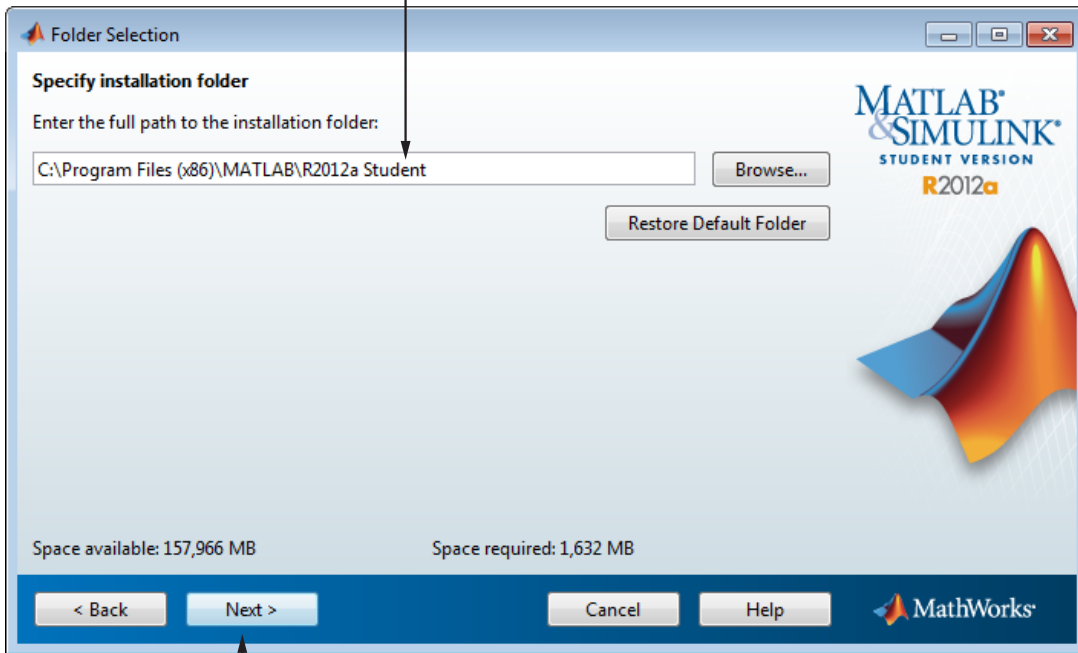 Folder Selection
Specify installation folder
Enter the full path to the installation folder:
C:\Program Files (x86)\MATLAB\R2012a Student
Browse...
Restore Default Folder
MATLAB®
&SIMULINK®
STUDENT VERSION
R2012a
Space available: 157,966 MB
Space required: 1,632 MB
< Back
Next >
Cancel
Help
MathWorks®